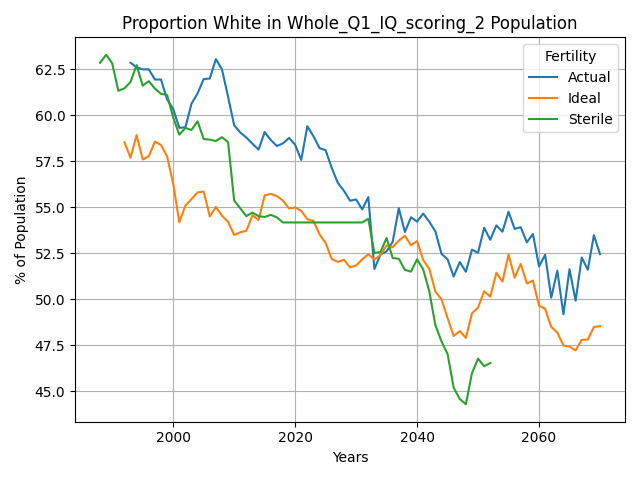 Proportion White in Whole_Q1_IQ_scoring_2 Population
% of Population
62.5
60.0
57.5
55.0
52.5
50.0
47.5
45.0
Fertility
Actual
Ideal
Sterile
2000
2020
2040
2060
Years